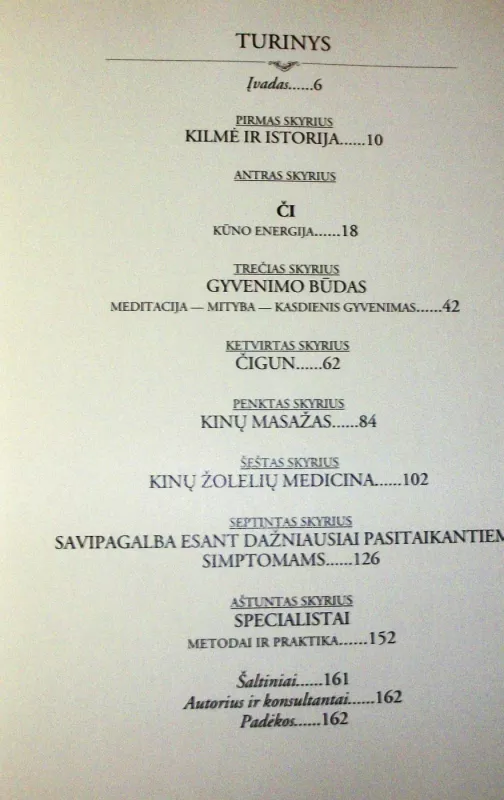 TURINYS
Įvadas......6
PIRMAS SKYRIUS
KILMĖ IR ISTORIJA......10
ANTRAS SKYRIUS
ČI
KŪNO ENERGIJA......18
TREČIAS SKYRIUS
GYVENIMO BŪDAS
MEDITACIJA — MITYBA — KASDIENIS GYVENIMAS......42
KETVIRTAS SKYRIUS
ČIGUN......62
PENKTAS SKYRIUS
KINŲ MASAŽAS......84
ŠEŠTAS SKYRIUS
KINŲ ŽOLELIŲ MEDICINA......102
SEPTINTAS SKYRIUS
SAVIPAGALBA ESANT DAŽNIAUSIAI PASITAIKANTIEM
SIMPTOMAMS......126
AŠTUNTAS SKYRIUS
SPECIALISTAI
METODAI IR PRAKTIKA......152
Šaltiniai......161
Autorius ir konsultantai......162
Padėkos......162